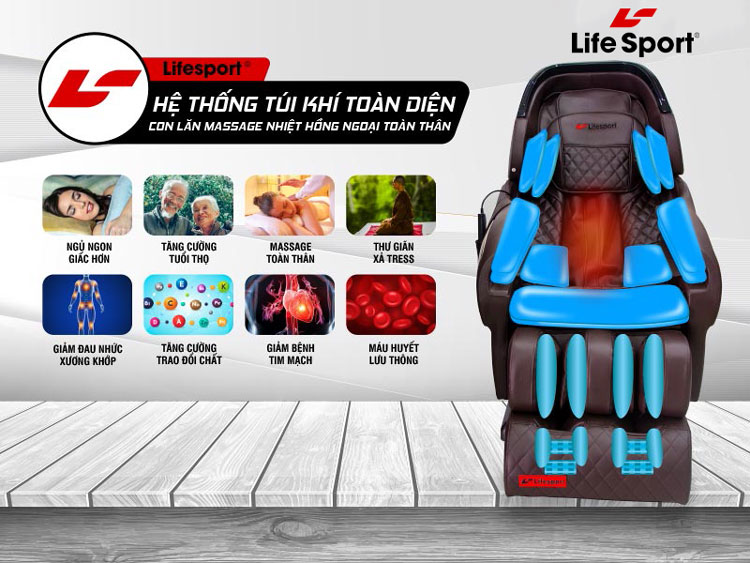 Life Sport®
Lifesport®
HỆ THỐNG TÚI KHÍ TOÀN DIỆN
CON LĂN MASSAGE NHIỆT HỒNG NGOẠI TOÀN THÂN
Lifesport
NGỦ NGON
GIẤC HƠN
TĂNG CƯỜNG
TUỔI THỌ
MASSAGE
TOÀN THÂN
THƯ GIÃN
XẢ TRESS
GIẢM ĐAU NHỨC
XƯƠNG KHỚP
TĂNG CƯỜNG
TRAO ĐỔI CHẤT
GIẢM BỆNH
TIM MẠCH
MÁU HUYẾT
LƯU THÔNG
Lifesport